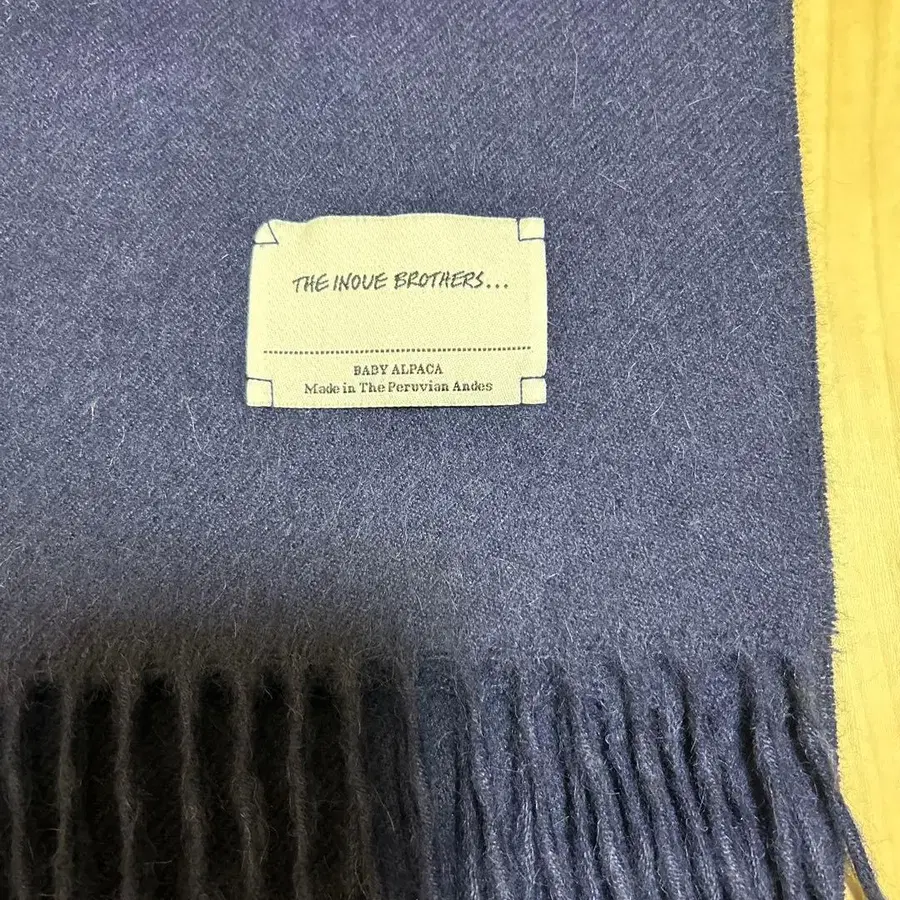 THE INOUE BROTHERS...
BABY ALPACA
Made in The Peruvian Andes